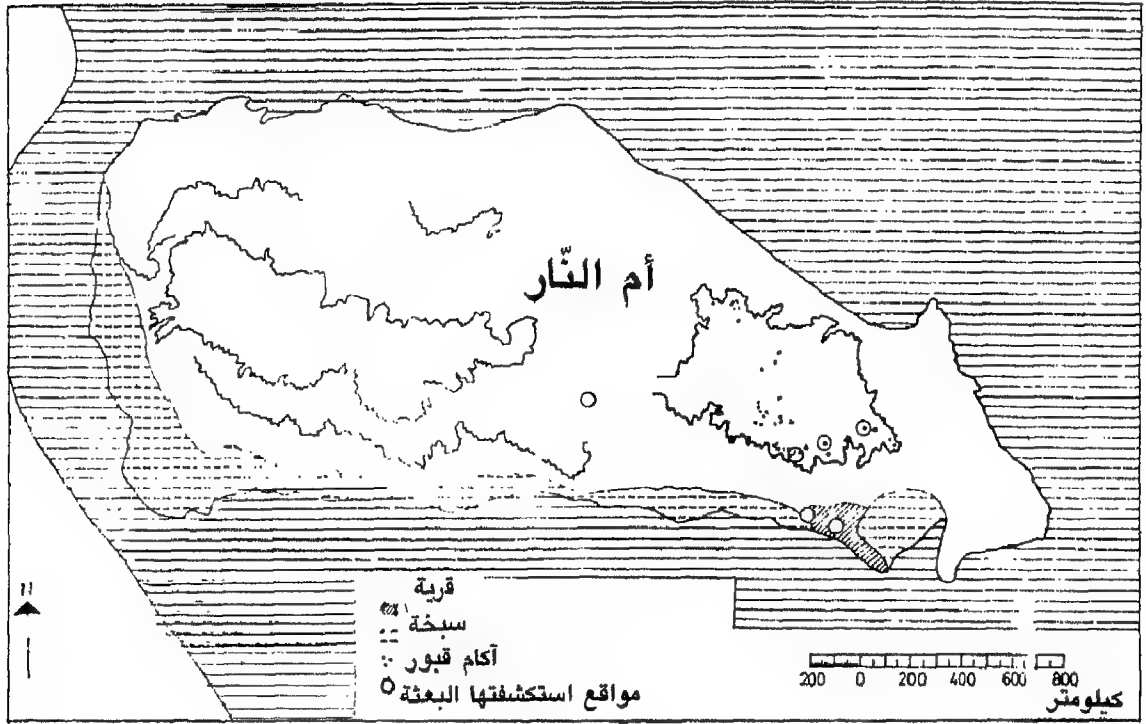 أم النّار
N
قرية
سبخة
آكام قبور
مواقع استكشفتها البعثة
200 0 200 400 600 800
كيلومتر